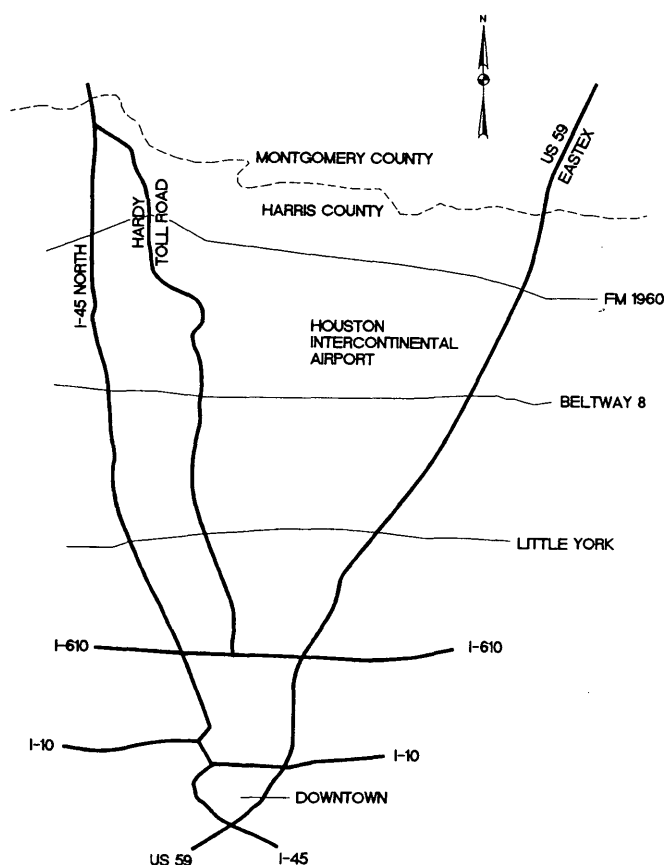 N
US 59
EASTEX
MONTGOMERY COUNTY
HARRIS COUNTY
HARDY
TOLL ROAD
I-45 NORTH
FM 1960
HOUSTON
INTERCONTINENTAL
AIRPORT
BELTWAY 8
LITTLE YORK
I-610
I-610
I-10
I-10
DOWNTOWN
US 59
I-45